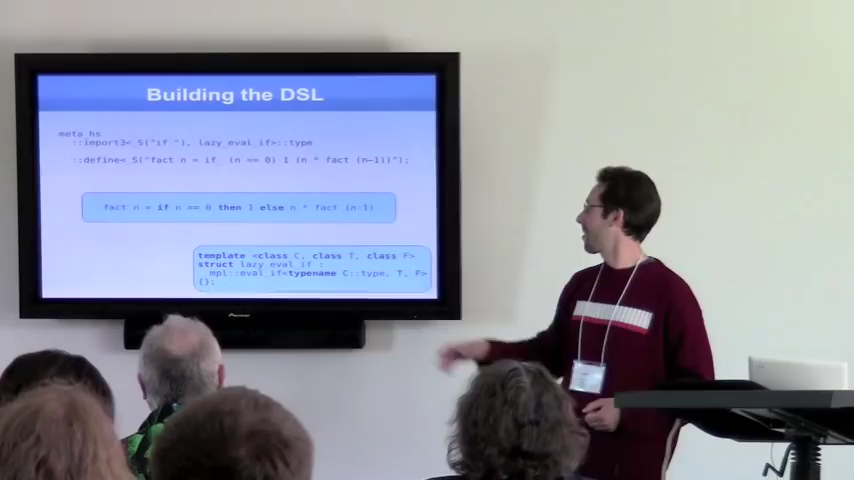 Building the DSL
meta_hs
::import3<_S("if "), lazy_eval_if>::type
::define<_S("fact n = if (n == 0) 1 (n * fact (n-1))");
fact n = if n == 0 then 1 else n * fact (n-1)
template <class C, class T, class F>
struct lazy_eval_if :
mpl::eval_if<typename C::type, T, F>
{};
Pioneer